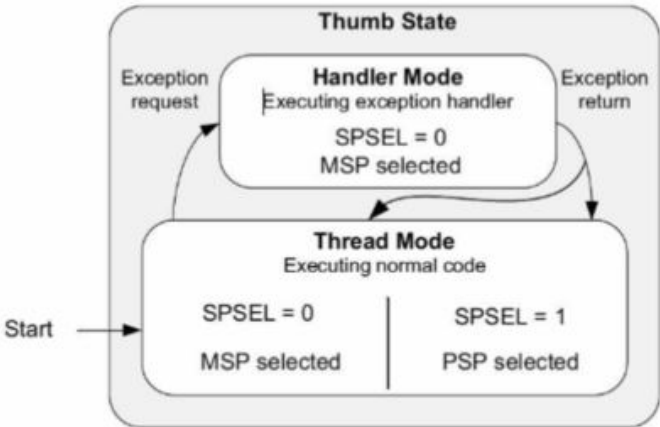 Thumb State
Exception
request
Handler Mode
Executing exception handler
SPSEL = 0
MSP selected
Exception
return
Thread Mode
Executing normal code
Start
SPSEL = 0
MSP selected
SPSEL = 1
PSP selected